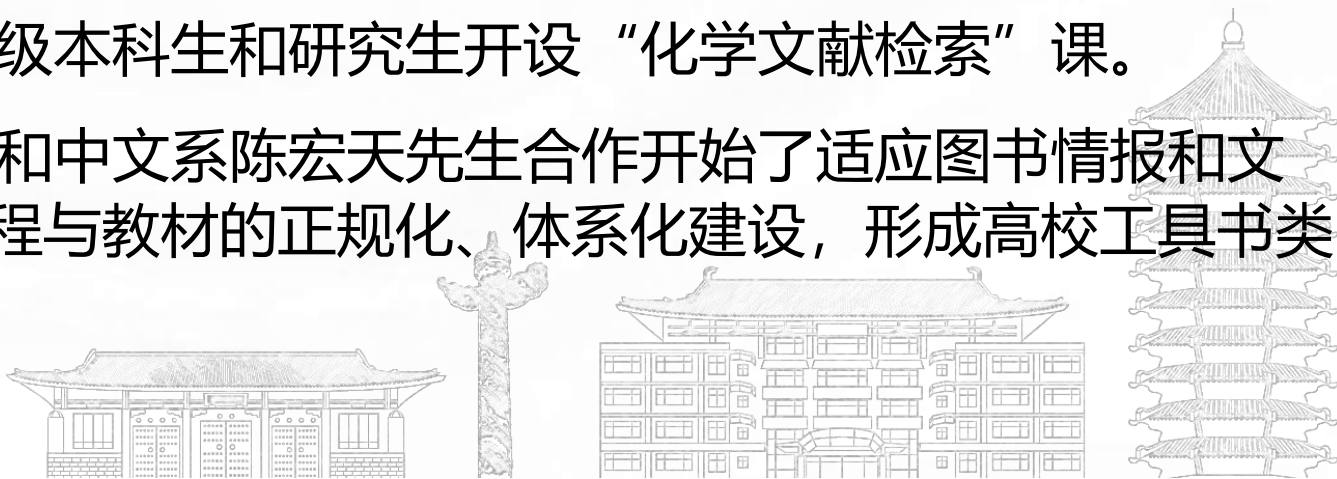 级本科生和研究生开设“化学文献检索”课。
和中文系陈宏天先生合作开始了适应图书情报和文
程与教材的正规化、体系化建设，形成高校工具书类